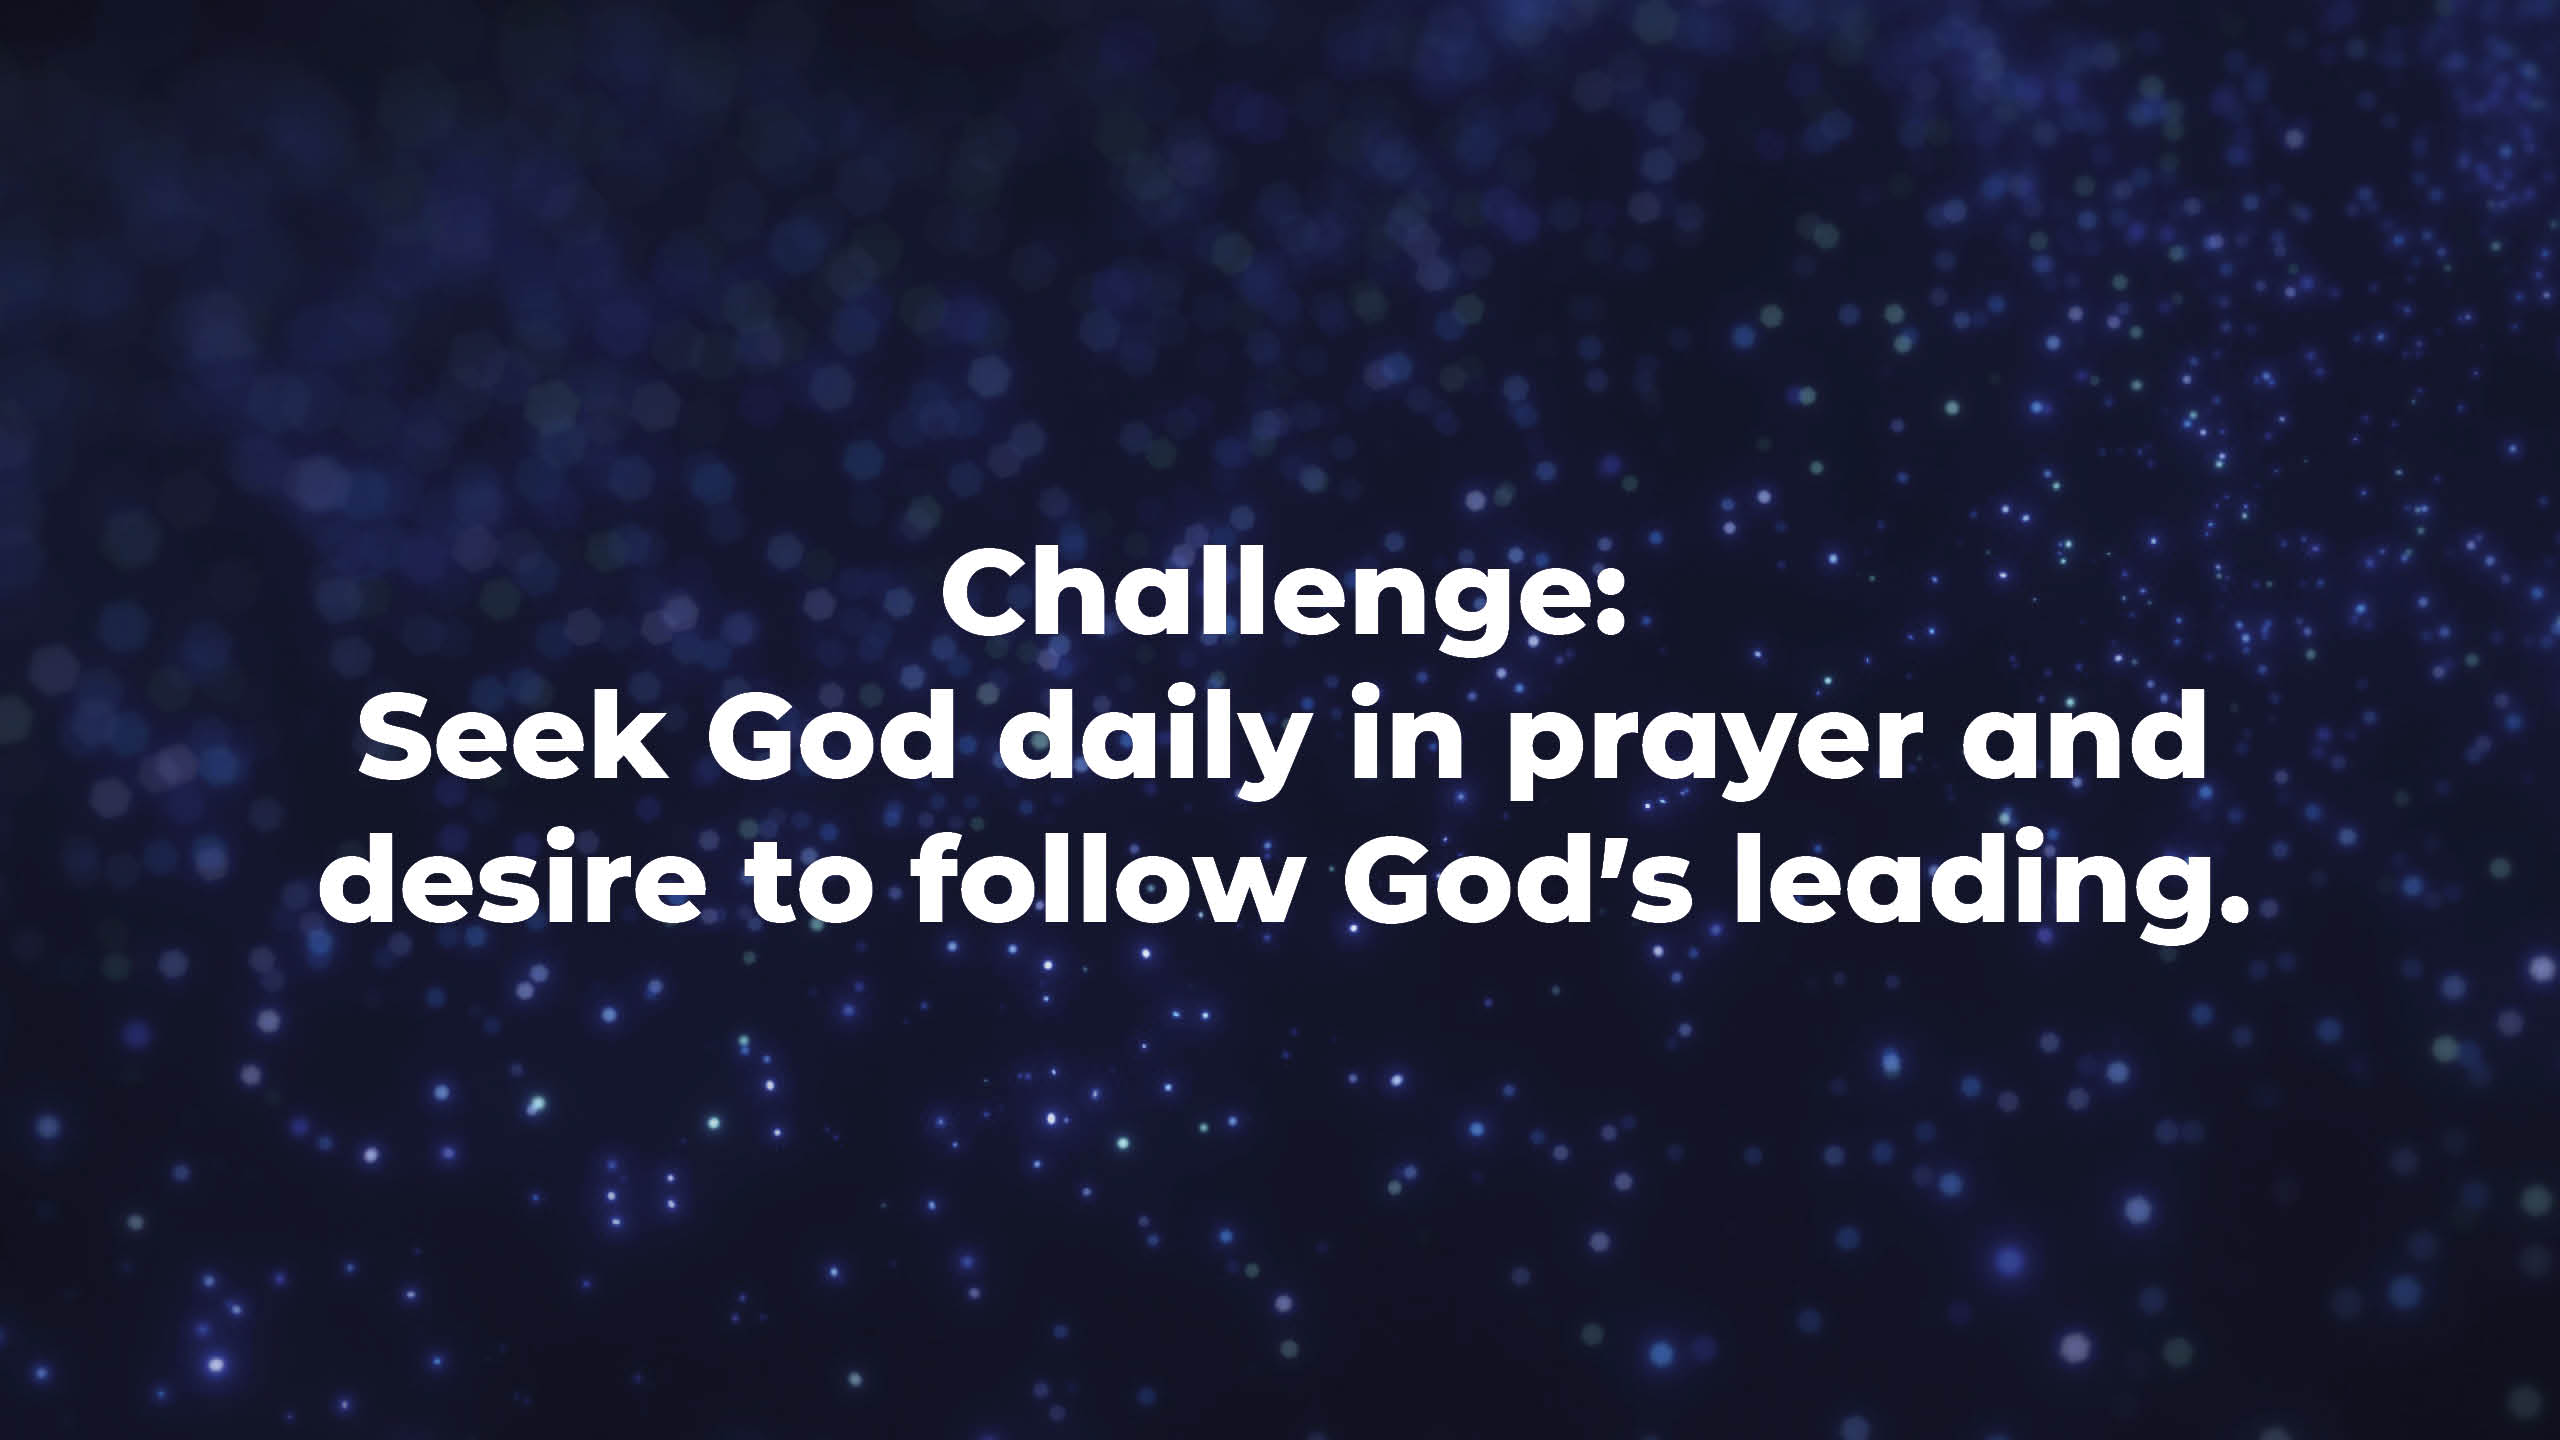 Challenge:
Seek God daily in prayer and
desire to follow God's leading.